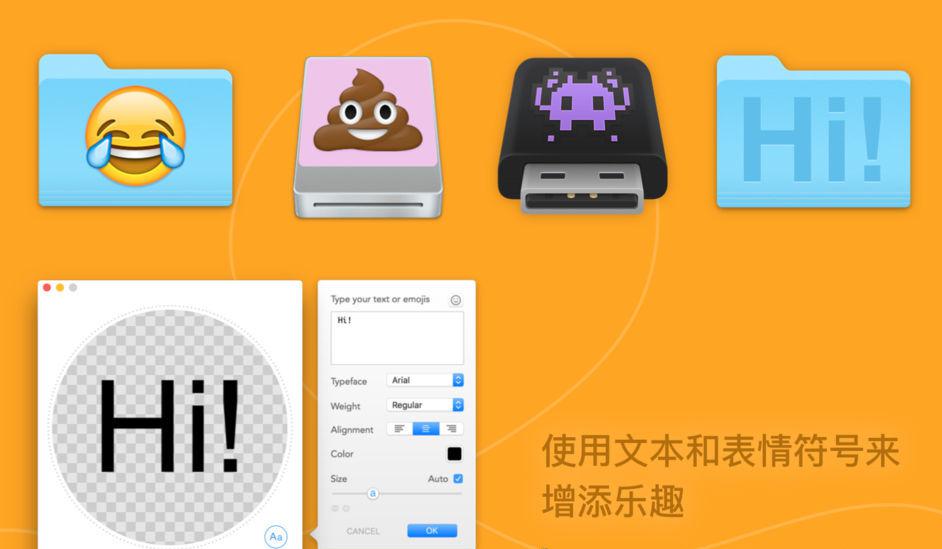 Hi!
Type your text or emojis
Hi!
Typeface Arial
Weight Regular
Alignment
Color
Size Auto
a
CANCEL OK
Hi!
Aa
使用文本和表情符号来
增添乐趣